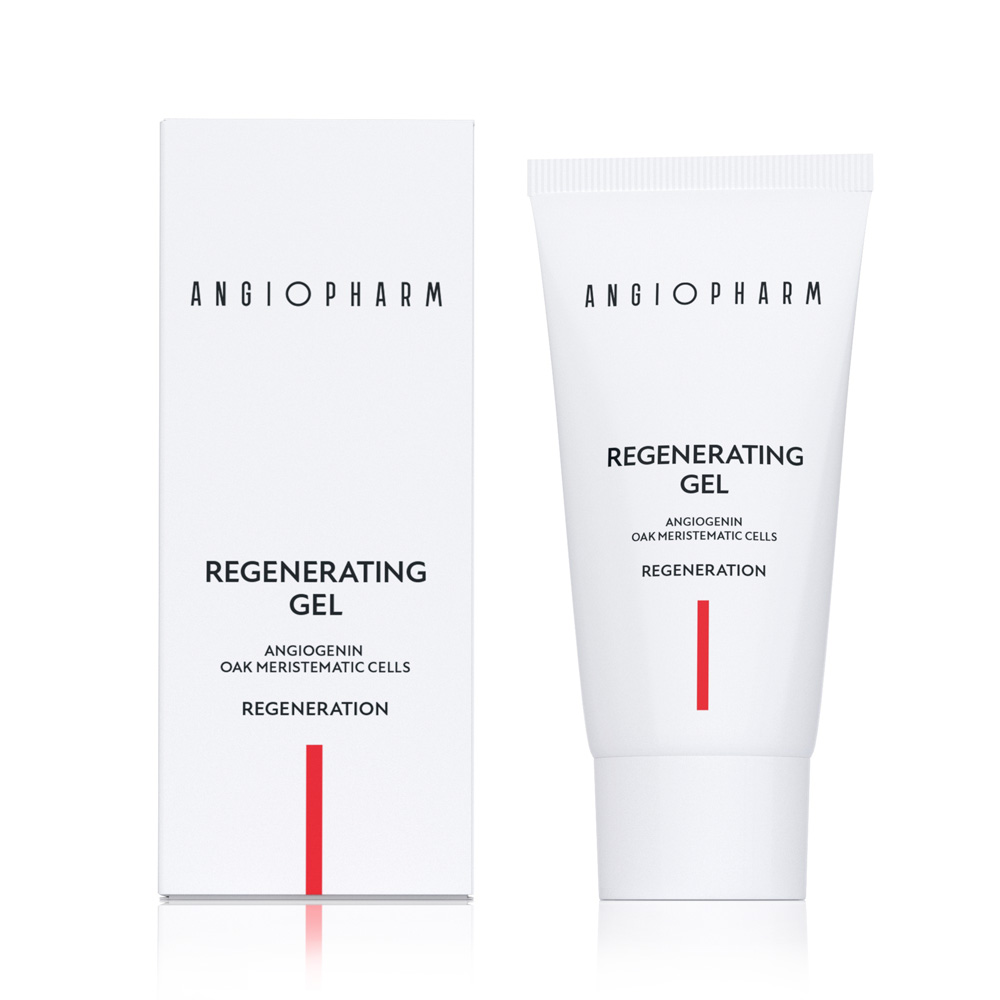 ANGIOPHARM
REGENERATING
GEL
ANGIOGENIN
OAK MERISTEMATIC CELLS
REGENERATION
ANGIOPHARM
REGENERATING
GEL
ANGIOGENIN
OAK MERISTEMATIC CELLS
REGENERATION